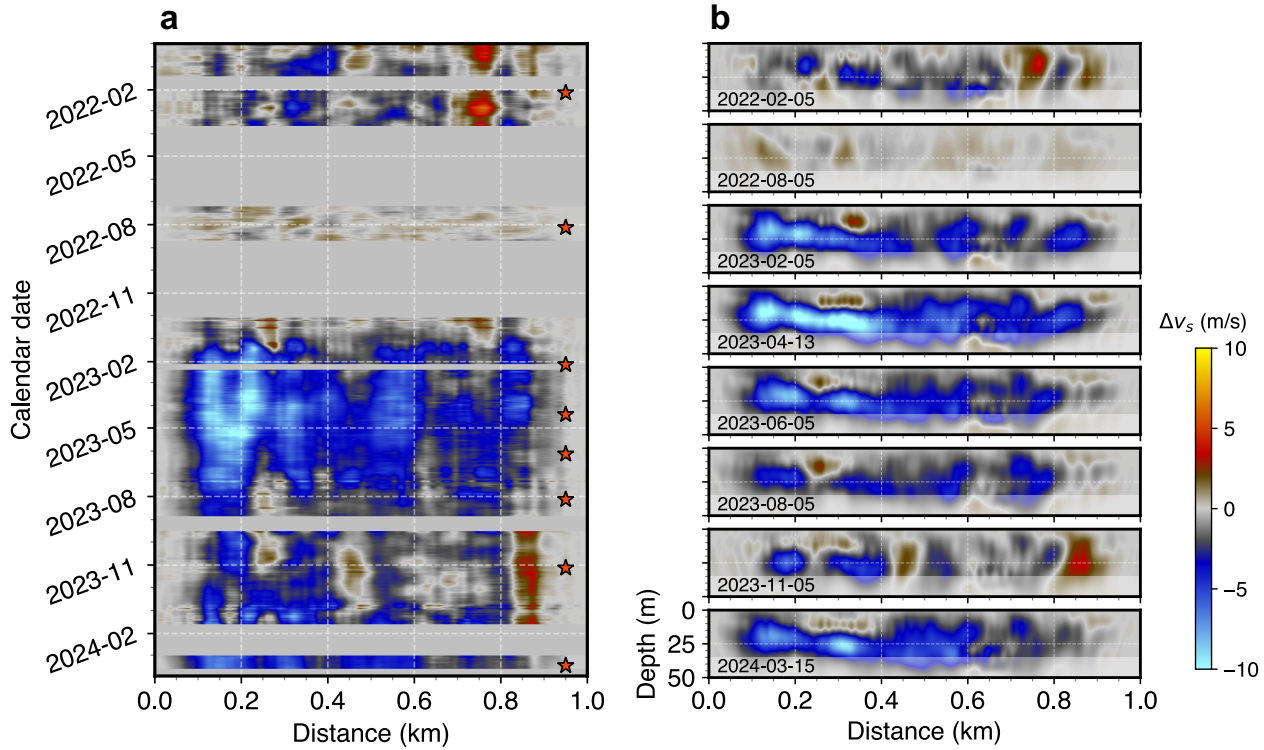 a
b
2022-02
2022-05
2022-08
2022-11
2023-02
2023-05
2023-08
2023-11
2024-02
Calendar date
0.0 0.2 0.4 0.6 0.8 1.0
Distance (km)
2022-02-05
2022-08-05
2023-02-05
2023-04-13
2023-06-05
2023-08-05
2023-11-05
2024-03-15
0
25
50
Depth (m)
0.0 0.2 0.4 0.6 0.8 1.0
Distance (km)
Δvs (m/s)
10
5
0
−5
−10